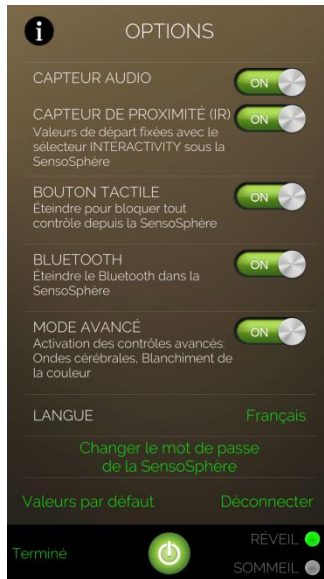 i OPTIONS
CAPTEUR AUDIO ON
CAPTEUR DE PROXIMITÉ (IR) ON
Valeurs de départ fixées avec le
sélecteur INTERACTIVITY sous la
SensoSphère
BOUTON TACTILE ON
Éteindre pour bloquer tout
contrôle depuis la SensoSphère
BLUETOOTH ON
Éteindre le Bluetooth dans la
SensoSphère
MODE AVANCÉ ON
Activation des contrôles avancés:
Ondes cérébrales, Blanchiment de
la couleur
LANGUE Français
Changer le mot de passe
de la SensoSphère
Valeurs par défaut Déconnecter
RÉVEIL
Terminé
SOMMEIL